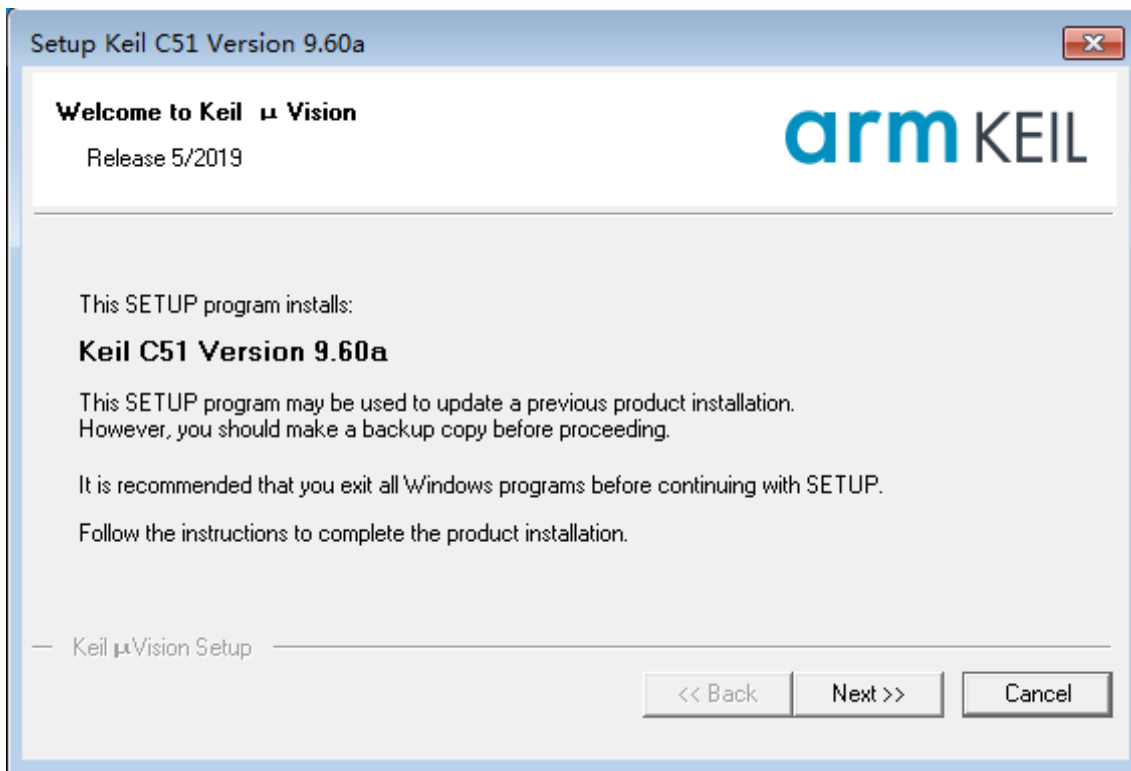 Setup Keil C51 Version 9.60a
Welcome to Keil μ Vision
Release 5/2019
arm KEIL
This SETUP program installs:
Keil C51 Version 9.60a
This SETUP program may be used to update a previous product installation.
However, you should make a backup copy before proceeding.
It is recommended that you exit all Windows programs before continuing with SETUP.
Follow the instructions to complete the product installation.
Keil μVision Setup
<< Back Next >> Cancel